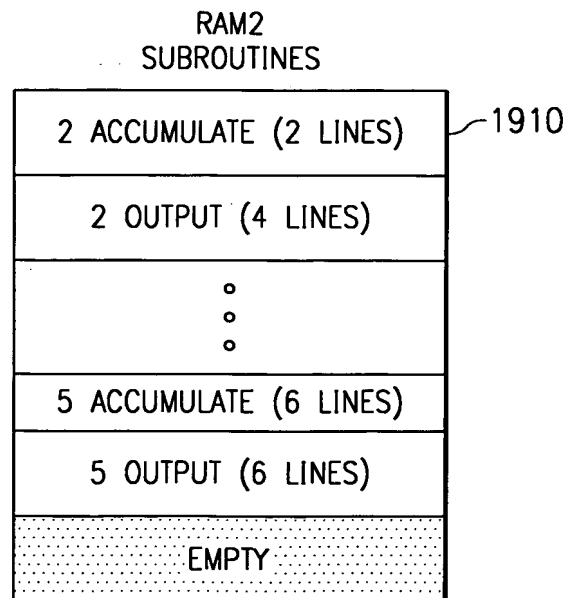 RAM2
SUBROUTINES
2 ACCUMULATE (2 LINES)
1910
2 OUTPUT (4 LINES)
5 ACCUMULATE (6 LINES)
5 OUTPUT (6 LINES)
EMPTY